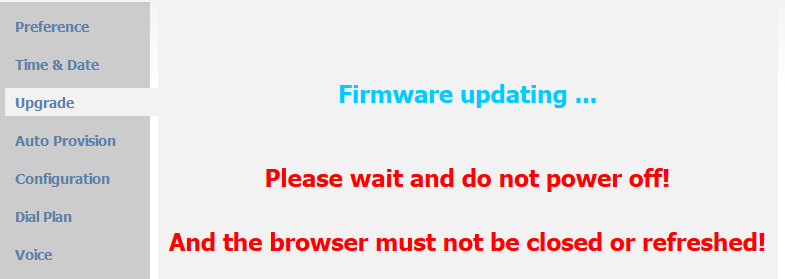 Preference
Time & Date
Upgrade
Auto Provision
Configuration
Dial Plan
Voice
Firmware updating ...
Please wait and do not power off!
And the browser must not be closed or refreshed!